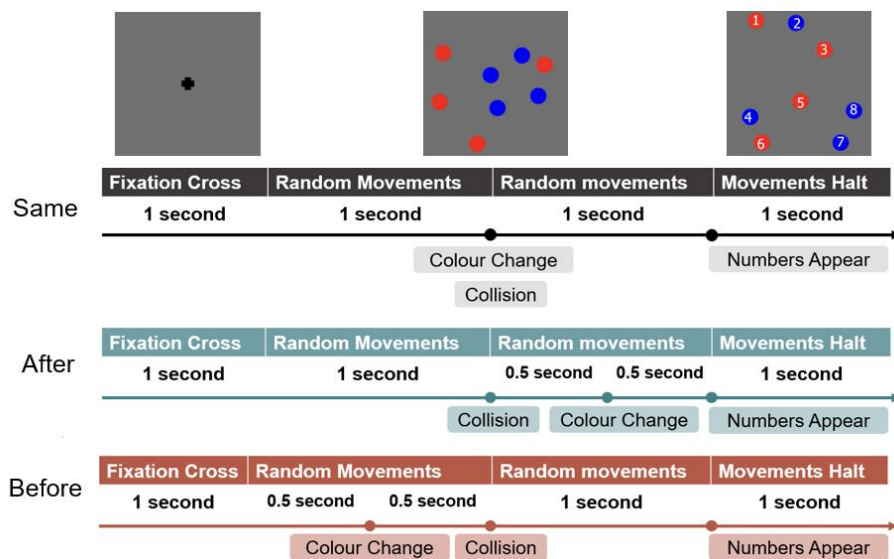 1 2
3
5
4 8
6 7
Same
Fixation Cross Random Movements Random movements Movements Halt
1 second 1 second 1 second 1 second
Colour Change Numbers Appear
Collision
After
Fixation Cross Random Movements Random movements Movements Halt
1 second 1 second 0.5 second 0.5 second 1 second
Collision Colour Change Numbers Appear
Before
Fixation Cross Random Movements Random movements Movements Halt
1 second 0.5 second 0.5 second 1 second 1 second
Colour Change Collision Numbers Appear